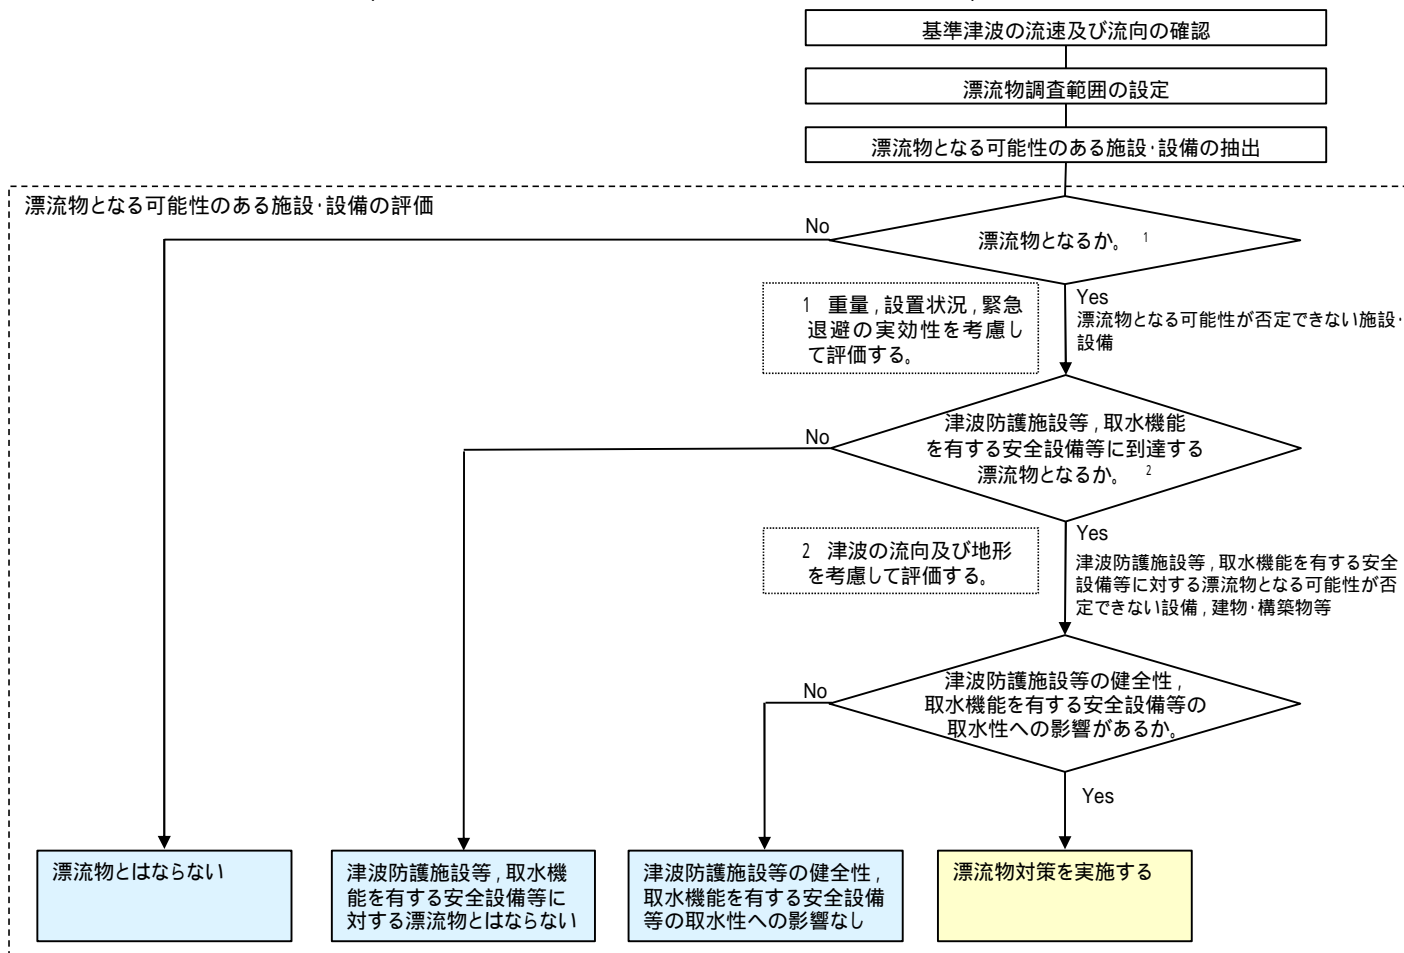 基準津波の流速及び流向の確認
漂流物調査範囲の設定
漂流物となる可能性のある施設・設備の抽出
漂流物となる可能性のある施設・設備の評価
No
漂流物となるか。 1
1 重量,設置状況,緊急
退避の実効性を考慮し
て評価する。
Yes
漂流物となる可能性が否定できない施設・
設備
津波防護施設等,取水機能
を有する安全設備等に到達する
漂流物となるか。 2
No
2 津波の流向及び地形
を考慮して評価する。
Yes
津波防護施設等,取水機能を有する安全
設備等に対する漂流物となる可能性が否
定できない設備,建物・構築物等
津波防護施設等の健全性,
取水機能を有する安全設備等の
取水性への影響があるか。
No
Yes
漂流物とはならない
津波防護施設等,取水機
能を有する安全設備等に
対する漂流物とはならない
津波防護施設等の健全性,
取水機能を有する安全設備
等の取水性への影響なし
漂流物対策を実施する